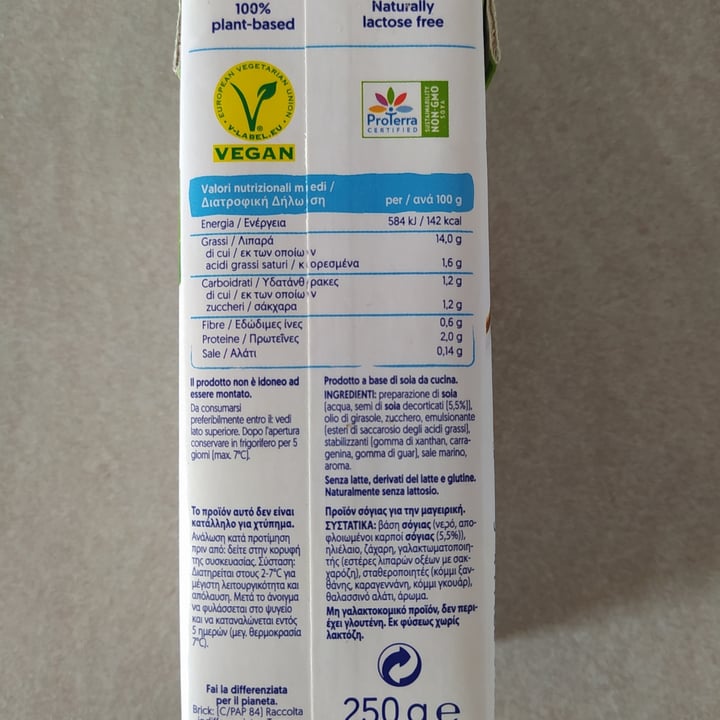 100%
plant-based
Naturally
lactose free
EUROPEAN VEGETARIAN UNION
V-LABEL.EU
VEGAN
ProTerra
CERTIFIED
SUSTAINABILITY
NON-GMO
SOYA
Valori nutrizionali medi /
Διατροφική Δήλωση per / ανά 100 g
Energia / Ενέργεια 584 kJ / 142 kcal
Grassi / Λιπαρά 14,0 g
di cui / εκ των οποίων
acidi grassi saturi / κορεσμένα 1,6 g
Carboidrati / Υδατάνθρακες 1,2 g
di cui / εκ των οποίων
zuccheri / σάκχαρα 1,2 g
Fibre / Εδώδιμες ίνες 0,6 g
Proteine / Πρωτεΐνες 2,0 g
Sale / Αλάτι 0,14 g
Il prodotto non è idoneo ad
essere montato.
Da consumarsi
preferibilmente entro il: vedi
lato superiore. Dopo l'apertura
conservare in frigorifero per 5
giorni (max. 7°C).
Prodotto a base di soia da cucina.
INGREDIENTI: preparazione di soia
(acqua, semi di soia decorticati (5,5%)),
olio di girasole, zucchero, emulsionante
(esteri di saccarosio degli acidi grassi),
stabilizzanti (gomma di xanthan, carra-
genina, gomma di guar), sale marino,
aroma.
Senza latte, derivati del latte e glutine.
Naturalmente senza lattosio.
Το προϊόν αυτό δεν είναι
κατάλληλο για χτύπημα.
Ανάλωση κατά προτίμηση
πριν από: δείτε στην κορυφή
της συσκευασίας. Σύσταση:
Διατηρείται στους 2-7°C για
μέγιστη λειτουργικότητα και
απόλαυση. Μετά το άνοιγμα
να φυλάσσεται στο ψυγείο
και να καταναλώνεται εντός
5 ημερών (μεγ. θερμοκρασία
7°C).
Προϊόν σόγιας για την μαγειρική.
ΣΥΣΤΑΤΙΚΑ: βάση σόγιας (νερό, απο-
φλοιωμένοι καρποί σόγιας (5,5%)),
ηλιέλαιο, ζάχαρη, γαλακτωματοποιη-
τής (εστέρες λιπαρών οξέων με σακ-
χαρόζη), σταθεροποιητές (κόμμι ξαν-
θάνης, καραγεννάνη, κόμμι γκουάρ),
θαλασσινό αλάτι, άρωμα.
Μη γαλακτοκομικό προϊόν, δεν περι-
έχει γλουτένη. Εκ φύσεως χωρίς
λακτόζη.
Fai la differenziata
per il pianeta.
Brick: (C/PAP 84) Raccolta
250 g e